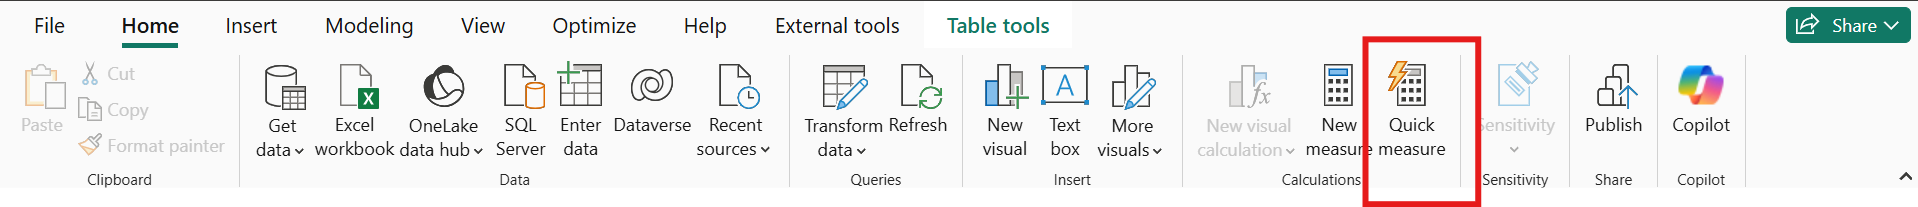 File Home Insert Modeling View Optimize Help External tools Table tools Share
Paste
Cut
Copy
Format painter
Clipboard
Get
data
Excel
workbook
OneLake
data hub
SQL
Server
Enter
data
Dataverse
Recent
sources
Data
Transform
data
Refresh
Queries
New
visual
A
Text
box
More
visuals
Insert
fx
New visual
calculation
New
measure
Quick
measure
Calculations
Sensitivity
Sensitivity
Publish
Share
Copilot
Copilot